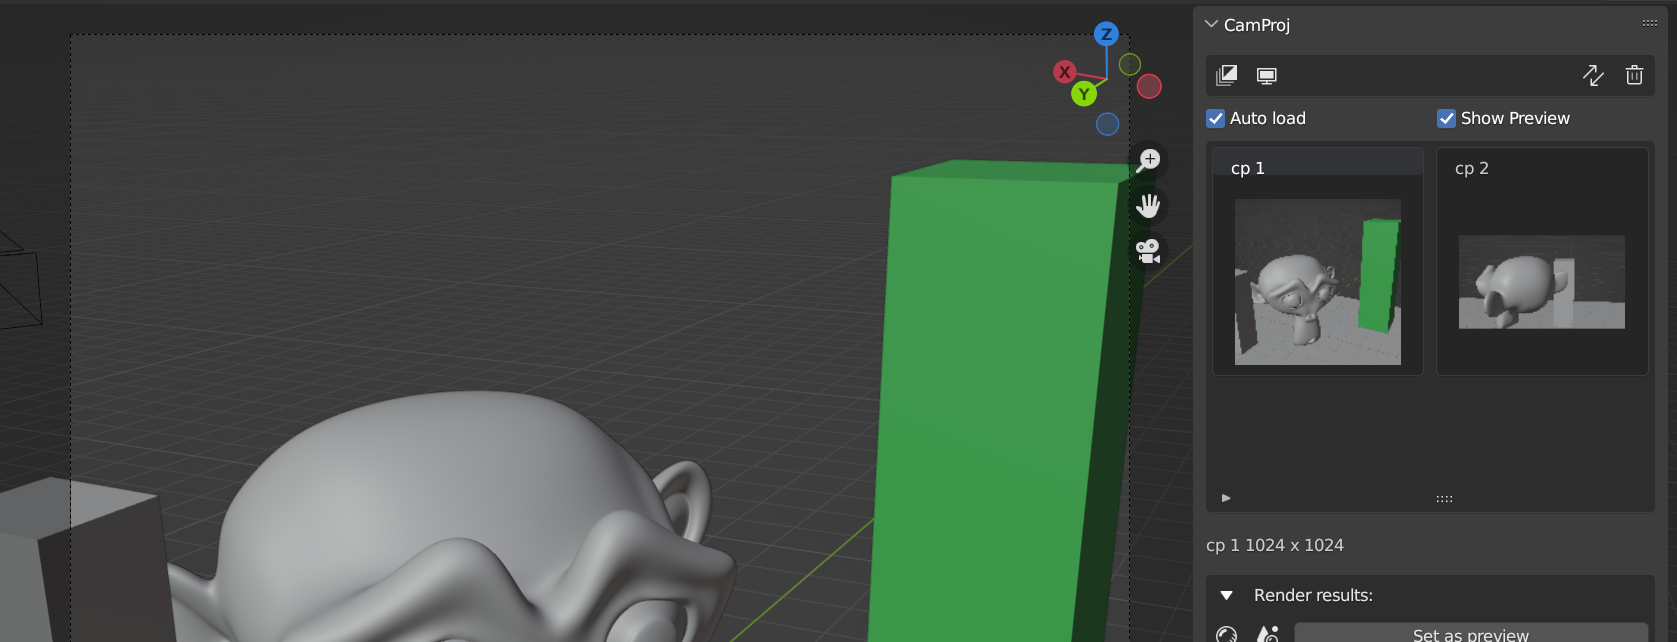 CamProj
Z
X
Y
Auto load
Show Preview
cp 1
cp 2
cp 1 1024 x 1024
Render results:
Set as preview